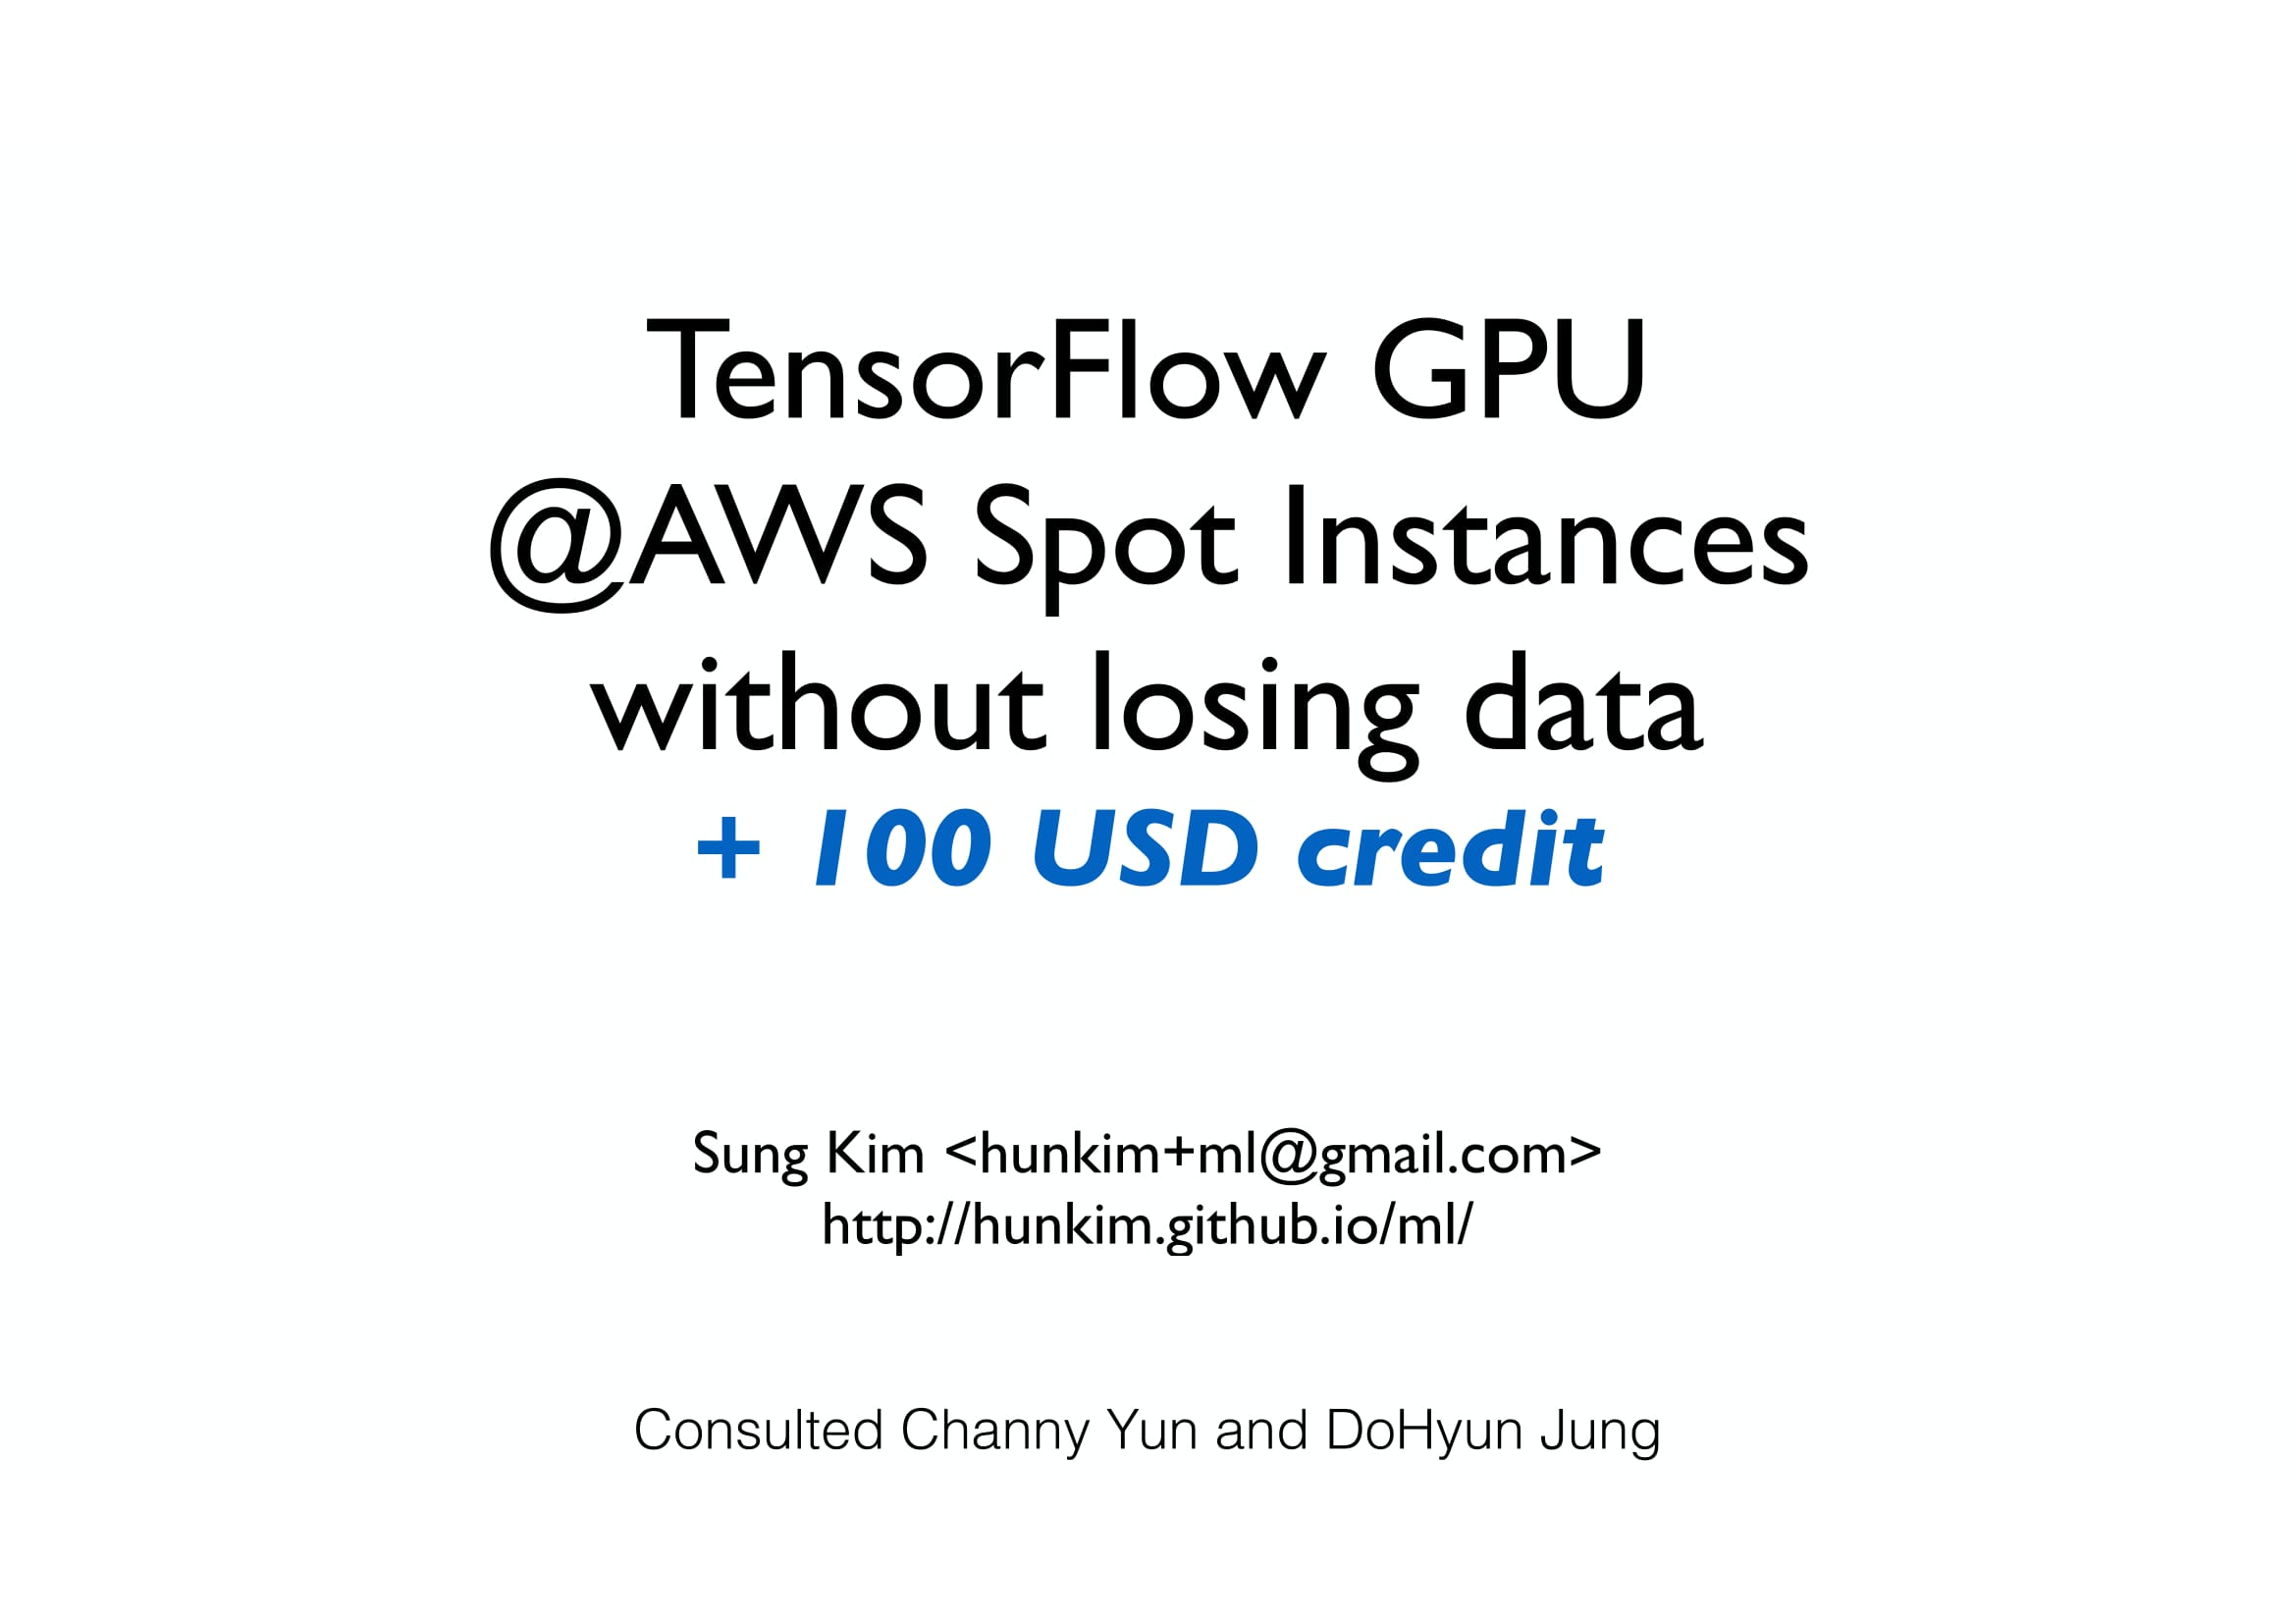 TensorFlow GPU
@AWS Spot Instances
without losing data
+ 100 USD credit
Sung Kim <hunkim+ml@gmail.com>
http://hunkim.github.io/ml/
Consulted Channy Yun and DoHyun Jung